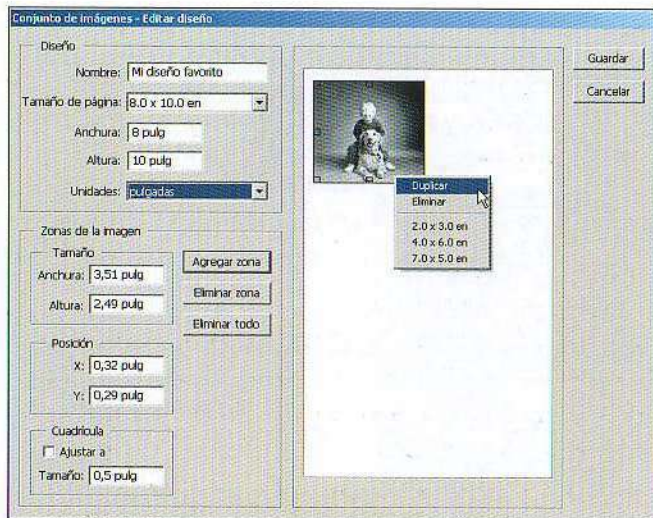 Conjunto de imágenes - Editar diseño
Diseño
Nombre: Mi diseño favorito
Tamaño de página: 8.0 x 10.0 en
Anchura: 8 pulg
Altura: 10 pulg
Unidades: pulgadas
Zonas de la imagen
Tamaño
Anchura: 3,51 pulg
Altura: 2,49 pulg
Agregar zona
Eliminar zona
Eliminar todo
Posición
X: 0,32 pulg
Y: 0,29 pulg
Cuadrícula
Ajustar a
Tamaño: 0,5 pulg
Duplicar
Eliminar
2.0 x 3.0 en
4.0 x 6.0 en
7.0 x 5.0 en
Guardar
Cancelar